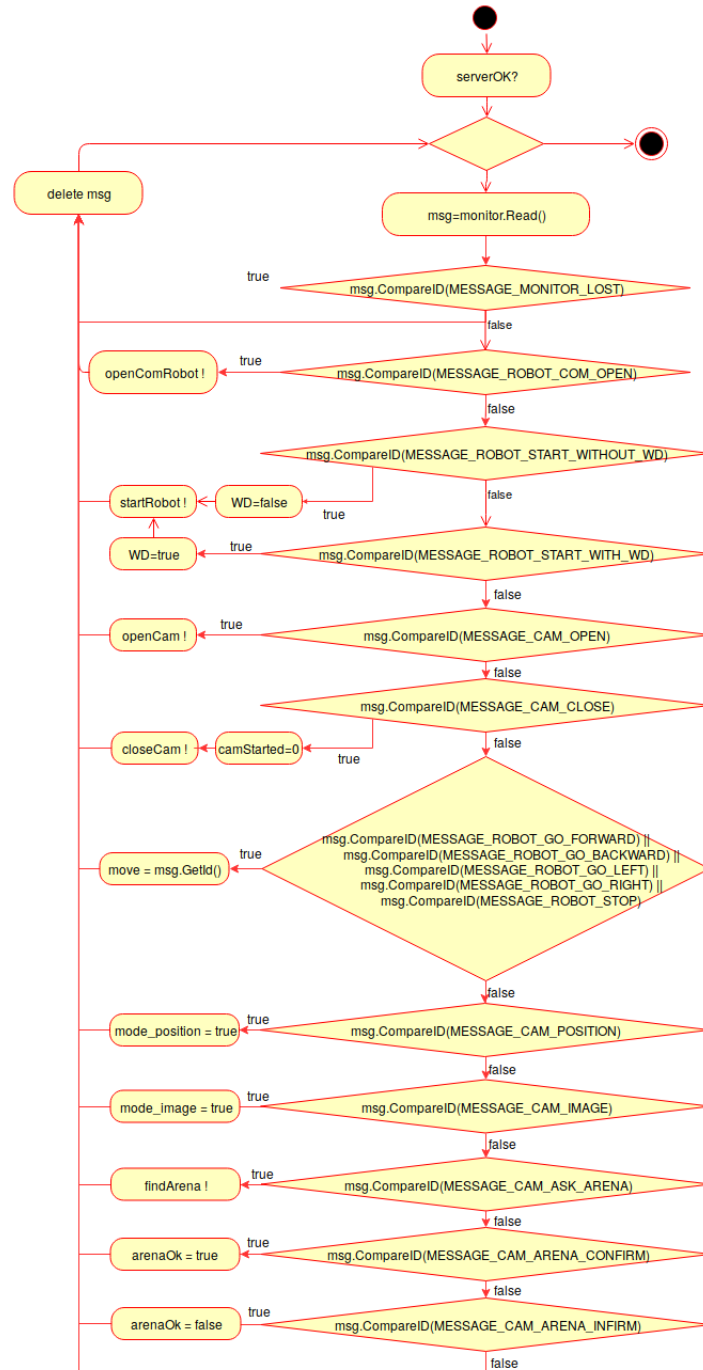 serverOK?
delete msg
msg=monitor.Read()
true
msg.CompareID(MESSAGE_MONITOR_LOST)
false
openComRobot !
true
msg.CompareID(MESSAGE_ROBOT_COM_OPEN)
false
msg.CompareID(MESSAGE_ROBOT_START_WITHOUT_WD)
startRobot !
WD=false
true
false
WD=true
true
msg.CompareID(MESSAGE_ROBOT_START_WITH_WD)
false
openCam !
true
msg.CompareID(MESSAGE_CAM_OPEN)
false
msg.CompareID(MESSAGE_CAM_CLOSE)
closeCam !
camStarted=0
true
false
msg.CompareID(MESSAGE_ROBOT_GO_FORWARD) ||
msg.CompareID(MESSAGE_ROBOT_GO_BACKWARD) ||
msg.CompareID(MESSAGE_ROBOT_GO_LEFT) ||
msg.CompareID(MESSAGE_ROBOT_GO_RIGHT) ||
msg.CompareID(MESSAGE_ROBOT_STOP)
move = msg.GetId()
true
false
mode_position = true
true
msg.CompareID(MESSAGE_CAM_POSITION)
false
mode_image = true
true
msg.CompareID(MESSAGE_CAM_IMAGE)
false
findArena !
true
msg.CompareID(MESSAGE_CAM_ASK_ARENA)
false
arenaOk = true
true
msg.CompareID(MESSAGE_CAM_ARENA_CONFIRM)
false
arenaOk = false
true
msg.CompareID(MESSAGE_CAM_ARENA_INFIRM)
false